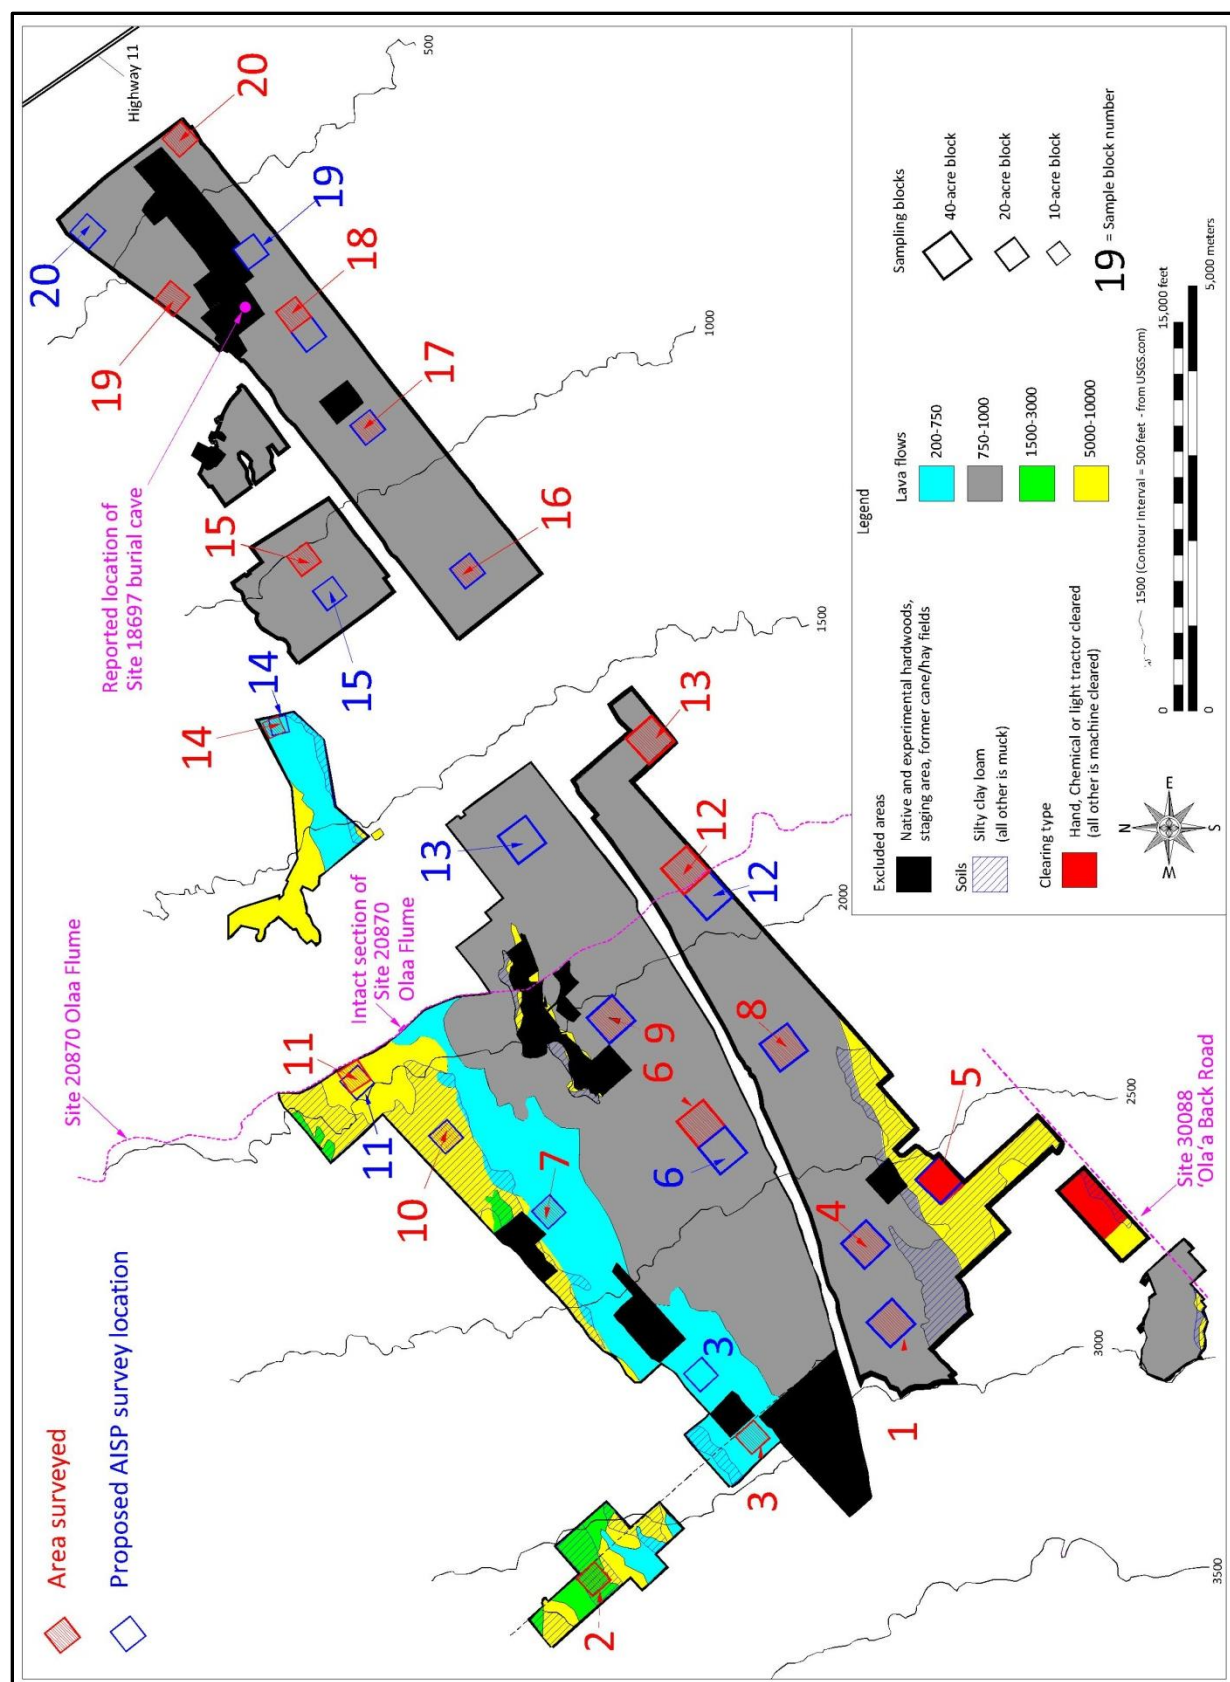 Area surveyed
Proposed AISP survey location
Site 20870 Olaa Flume
Intact section of
Site 20870
Olaa Flume
Reported location of
Site 18697 burial cave
Highway 11
Site 30088
'Ola'a Back Road
1
2
3
3
4
5
6
6
7
8
9
10
11
11
12
12
13
13
14
14
15
15
16
17
18
19
19
20
20
500
1000
1500
2000
2500
3000
3500
Legend
Excluded areas
Native and experimental hardwoods,
staging area, former cane/hay fields
Soils
Silty clay loam
(all other is muck)
Clearing type
Hand, Chemical or light tractor cleared
(all other is machine cleared)
Lava flows
200-750
750-1000
1500-3000
5000-10000
Sampling blocks
40-acre block
20-acre block
10-acre block
19 = Sample block number
N
E
S
W
1500 (Contour Interval = 500 feet - from USGS.com)
0
15,000 feet
0
5,000 meters